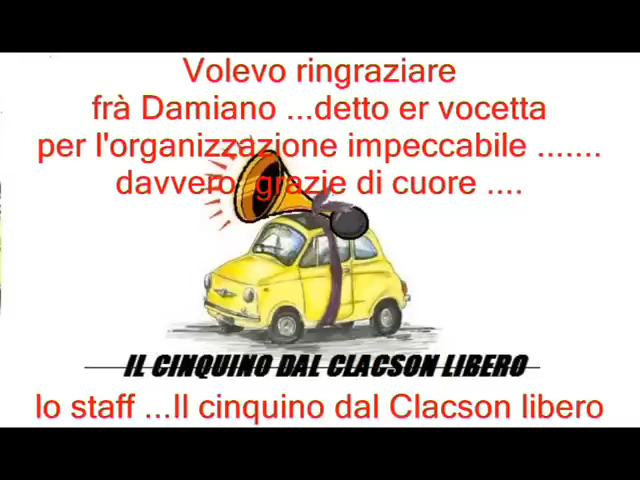 Volevo ringraziare
frà Damiano ...detto er vocetta
per l'organizzazione impeccabile .......
davvero grazie di cuore ....
IL CINQUINO DAL CLACSON LIBERO
lo staff ...Il cinquino dal Clacson libero